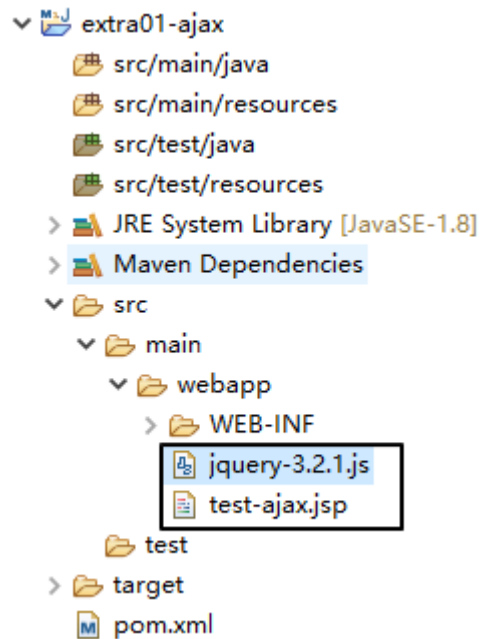 extra01-ajax
src/main/java
src/main/resources
src/test/java
src/test/resources
JRE System Library [JavaSE-1.8]
Maven Dependencies
src
main
webapp
WEB-INF
jquery-3.2.1.js
test-ajax.jsp
test
target
pom.xml